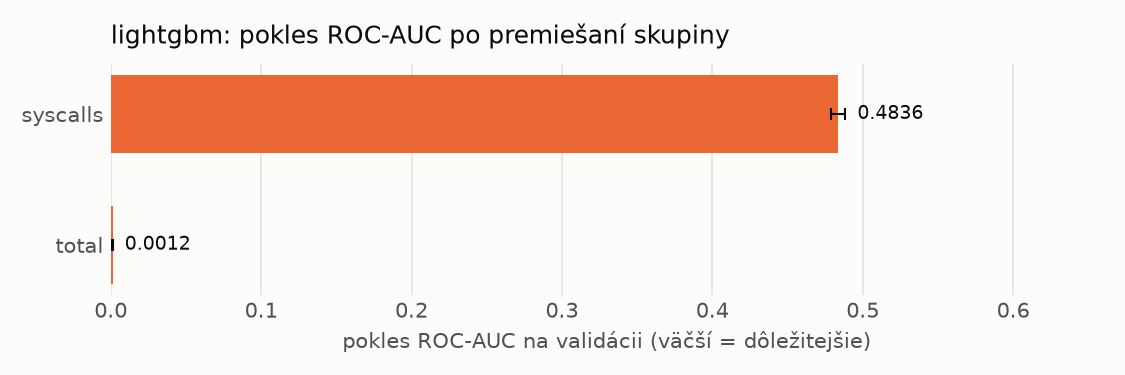 lightgbm: pokles ROC-AUC po premiešaní skupiny
syscalls
0.4836
total
0.0012
0.0 0.1 0.2 0.3 0.4 0.5 0.6
pokles ROC-AUC na validácii (väčší = dôležitejšie)